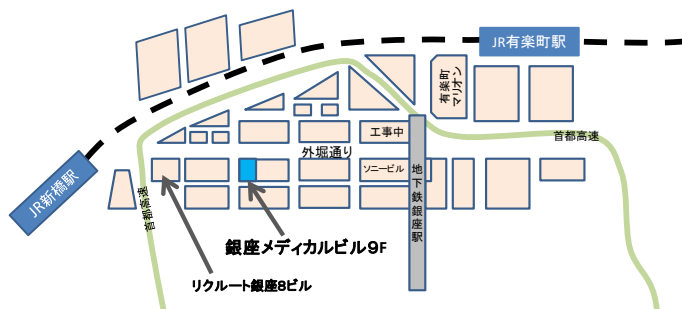 JR有楽町駅
有楽町
マリオン
工事中
首都高速
外堀通り
ソニービル
地下鉄銀座駅
JR新橋駅
首都高速
銀座メディカルビル9F
リクルート銀座8ビル